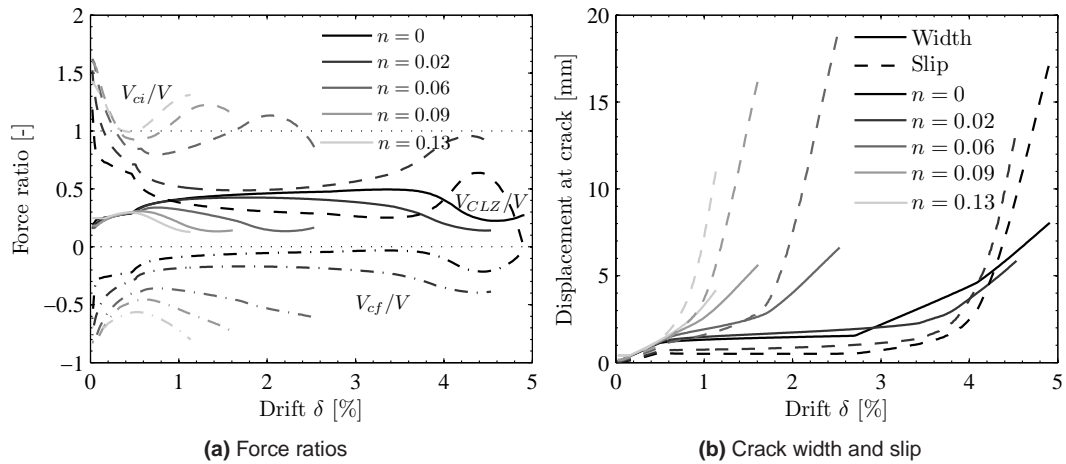 2
1.5
1
0.5
0
−0.5
−1
Force ratio [-]
0 1 2 3 4 5
Drift δ [%]
V_ci/V
V_CLZ/V
V_cf/V
n = 0
n = 0.02
n = 0.06
n = 0.09
n = 0.13
(a) Force ratios
20
15
10
5
0
Displacement at crack [mm]
0 1 2 3 4 5
Drift δ [%]
Width
Slip
n = 0
n = 0.02
n = 0.06
n = 0.09
n = 0.13
(b) Crack width and slip